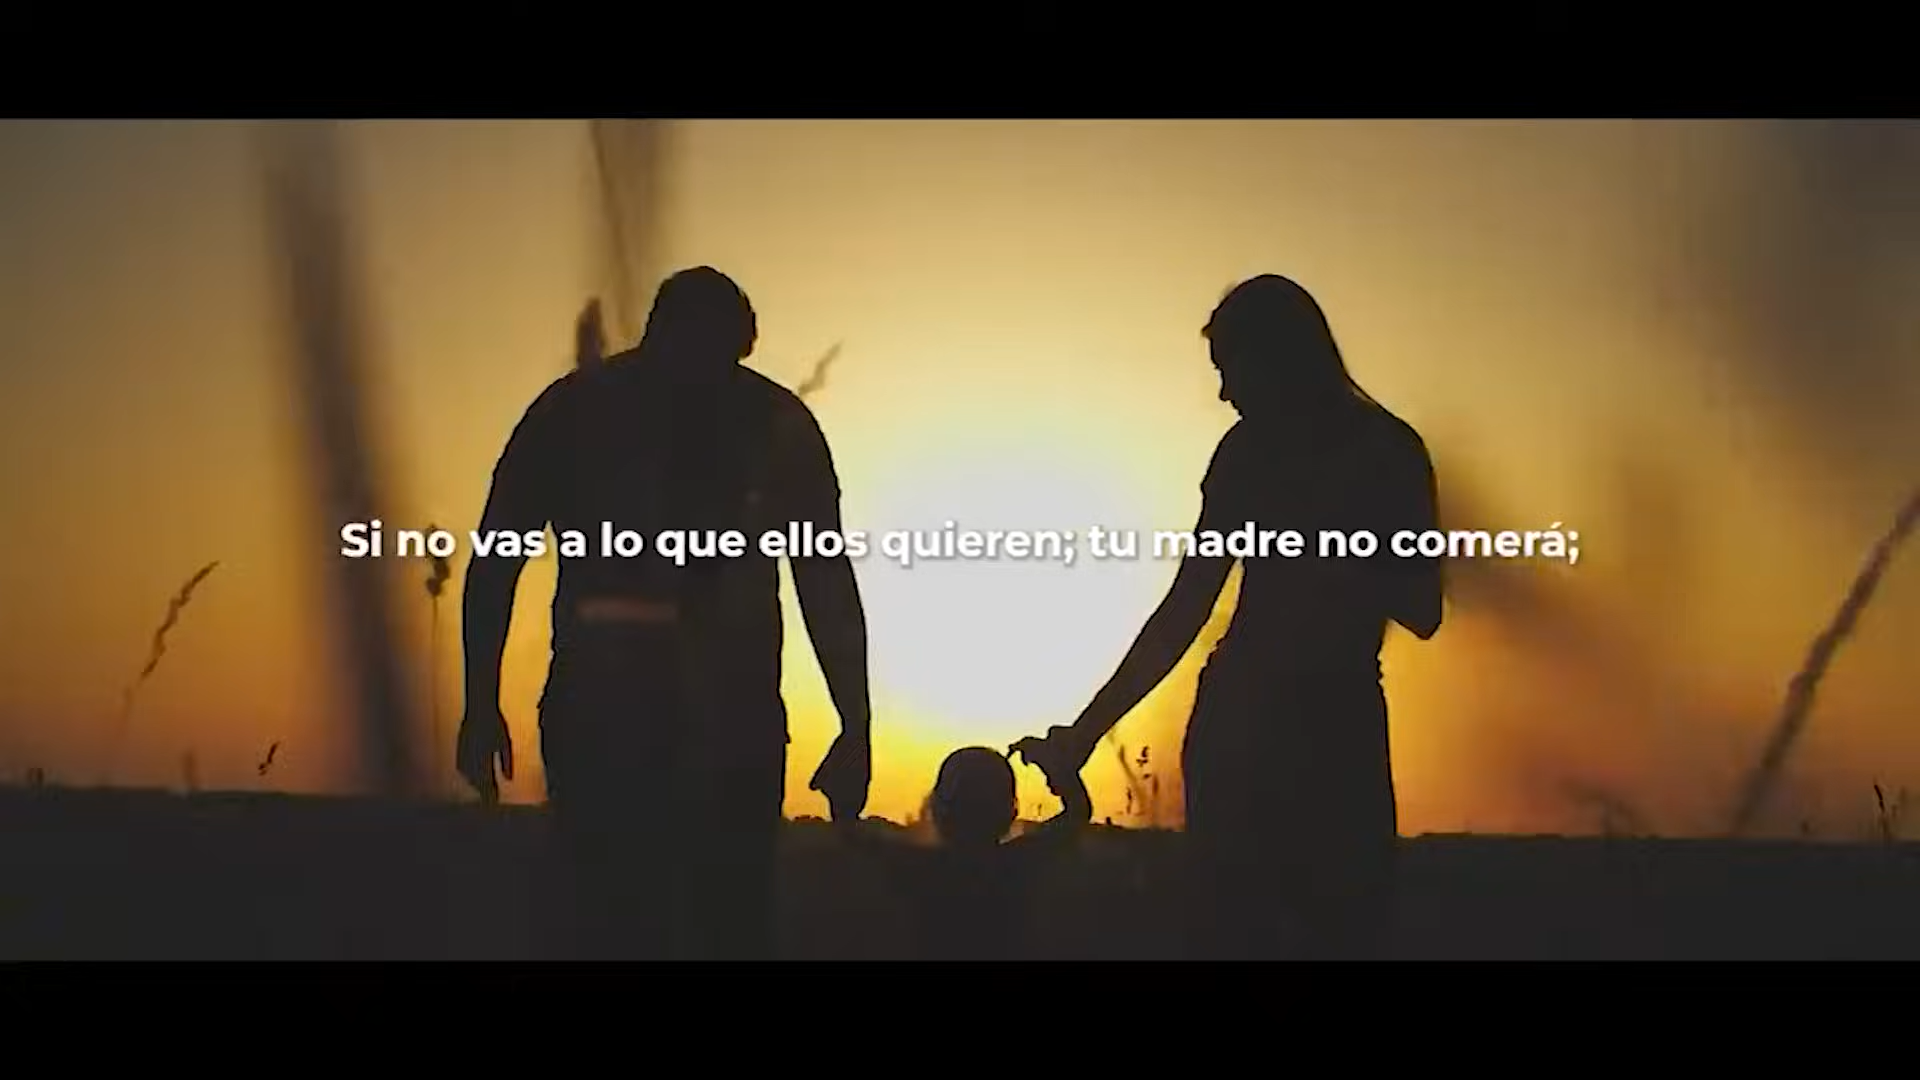 Si no vas a lo que ellos quieren; tu madre no comerá;